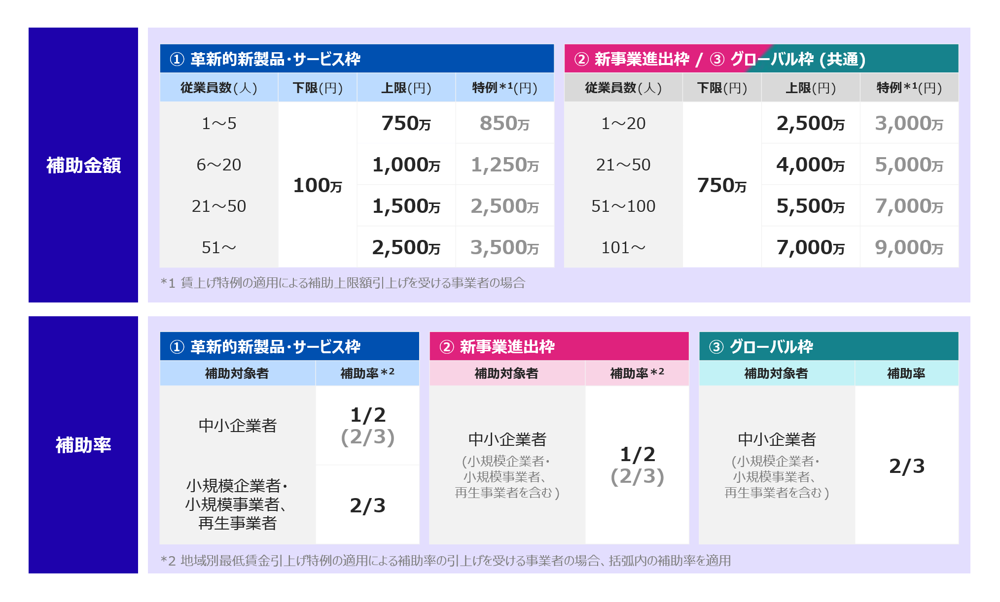 補助金額
① 革新的新製品・サービス枠
従業員数(人) 下限(円) 上限(円) 特例*1(円)
1～5 750万 850万
6～20 1,000万 1,250万
100万
21～50 1,500万 2,500万
51～ 2,500万 3,500万
② 新事業進出枠 / ③ グローバル枠 (共通)
従業員数(人) 下限(円) 上限(円) 特例*1(円)
1～20 2,500万 3,000万
21～50 4,000万 5,000万
750万
51～100 5,500万 7,000万
101～ 7,000万 9,000万
*1 賃上げ特例の適用による補助上限額引上げを受ける事業者の場合
補助率
① 革新的新製品・サービス枠
補助対象者 補助率*2
中小企業者
1/2
(2/3)
小規模企業者・
小規模事業者、
再生事業者
2/3
② 新事業進出枠
補助対象者 補助率*2
中小企業者
(小規模企業者・
小規模事業者、
再生事業者を含む)
1/2
(2/3)
③ グローバル枠
補助対象者 補助率
中小企業者
(小規模企業者・
小規模事業者、
再生事業者を含む)
2/3
*2 地域別最低賃金引上げ特例の適用による補助率の引上げを受ける事業者の場合、括弧内の補助率を適用